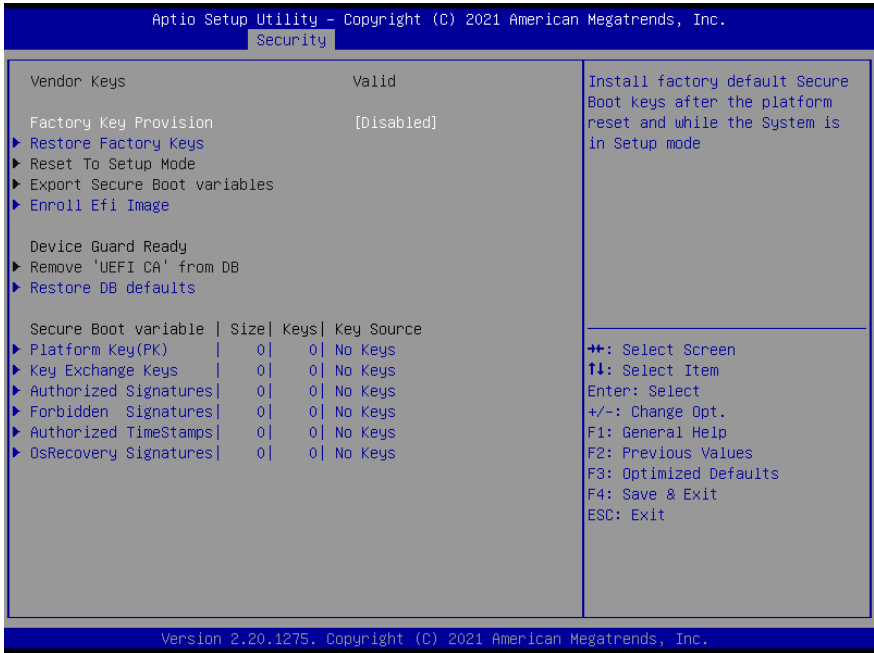 Aptio Setup Utility – Copyright (C) 2021 American Megatrends, Inc.
Security
Vendor Keys Valid
Factory Key Provision [Disabled]
Restore Factory Keys
Reset To Setup Mode
Export Secure Boot variables
Enroll Efi Image
Device Guard Ready
Remove 'UEFI CA' from DB
Restore DB defaults
Secure Boot variable | Size| Keys| Key Source
Platform Key(PK) | 0| 0| No Keys
Key Exchange Keys | 0| 0| No Keys
Authorized Signatures| 0| 0| No Keys
Forbidden Signatures| 0| 0| No Keys
Authorized TimeStamps| 0| 0| No Keys
OsRecovery Signatures| 0| 0| No Keys
Install factory default Secure
Boot keys after the platform
reset and while the System is
in Setup mode
→←: Select Screen
↑↓: Select Item
Enter: Select
+/-: Change Opt.
F1: General Help
F2: Previous Values
F3: Optimized Defaults
F4: Save & Exit
ESC: Exit
Version 2.20.1275. Copyright (C) 2021 American Megatrends, Inc.